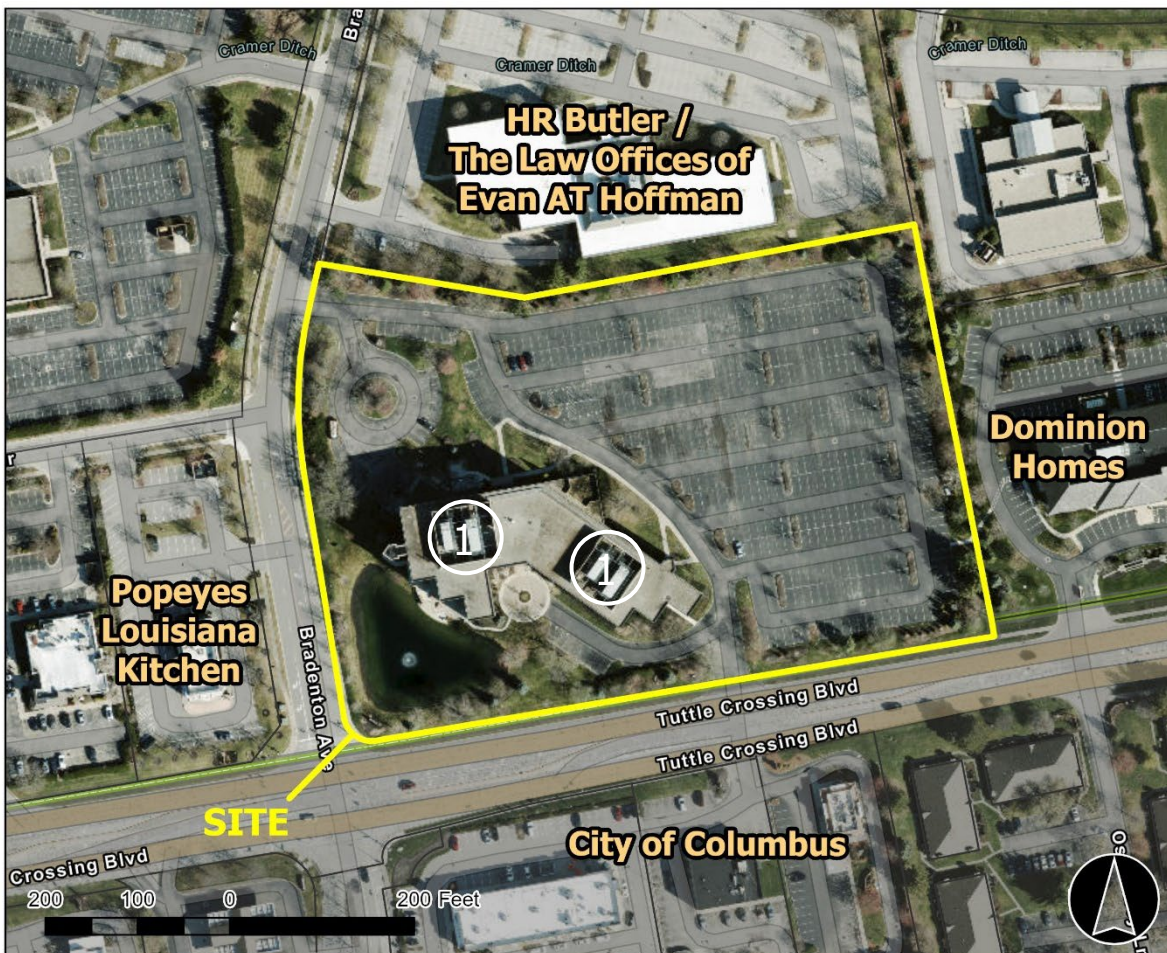 Cramer Ditch
Bra
Cramer Ditch
Cramer Ditch
HR Butler /
The Law Offices of
Evan AT Hoffman
Dominion
Homes
r
1
1
Popeyes
Louisiana
Kitchen
Bradenton Ave
Tuttle Crossing Blvd
Tuttle Crossing Blvd
SITE
City of Columbus
Crossing Blvd
200 100 0 200 Feet